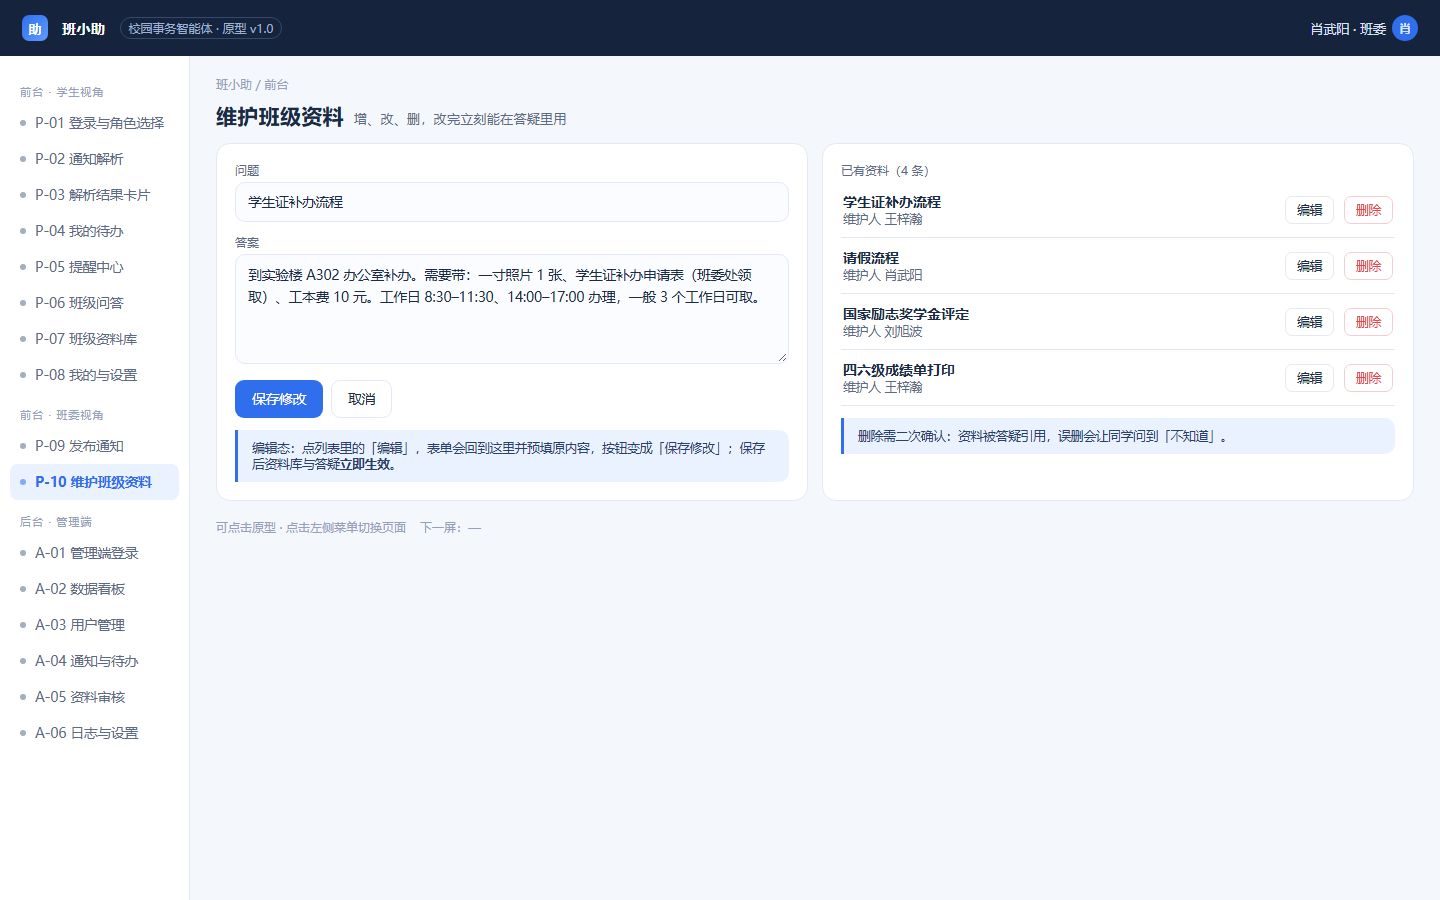 助 班小助 校园事务智能体 · 原型 v1.0
肖武阳 · 班委 肖
前台 · 学生视角
P-01 登录与角色选择
P-02 通知解析
P-03 解析结果卡片
P-04 我的待办
P-05 提醒中心
P-06 班级问答
P-07 班级资料库
P-08 我的与设置
前台 · 班委视角
P-09 发布通知
P-10 维护班级资料
后台 · 管理端
A-01 管理端登录
A-02 数据看板
A-03 用户管理
A-04 通知与待办
A-05 资料审核
A-06 日志与设置
班小助 / 前台
维护班级资料 增、改、删，改完立刻能在答疑里用
问题
学生证补办流程
答案
到实验楼 A302 办公室补办。需要带：一寸照片 1 张、学生证补办申请表（班委处领
取）、工本费 10 元。工作日 8:30–11:30、14:00–17:00 办理，一般 3 个工作日可取。
保存修改 取消
编辑态：点列表里的「编辑」，表单会回到这里并预填原内容，按钮变成「保存修改」；保存
后资料库与答疑立即生效。
已有资料（4 条）
学生证补办流程
维护人 王梓瀚
编辑 删除
请假流程
维护人 肖武阳
编辑 删除
国家励志奖学金评定
维护人 刘旭波
编辑 删除
四六级成绩单打印
维护人 王梓瀚
编辑 删除
删除需二次确认：资料被答疑引用，误删会让同学问到「不知道」。
可点击原型 · 点击左侧菜单切换页面 下一屏：—